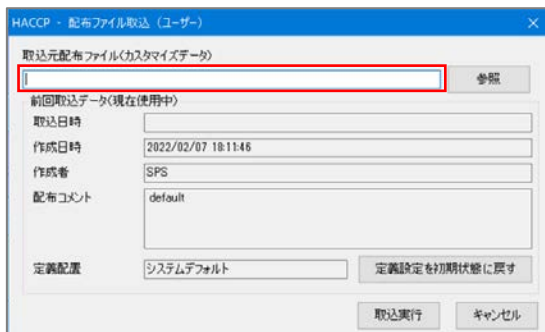 HACCP - 配布ファイル取込（ユーザー）
取込元配布ファイル(カスタマイズデータ)
参照
前回取込データ(現在使用中)
取込日時
作成日時 2022/02/07 18:11:46
作成者 SPS
配布コメント default
定義配置 システムデフォルト 定義設定を初期状態に戻す
取込実行 キャンセル